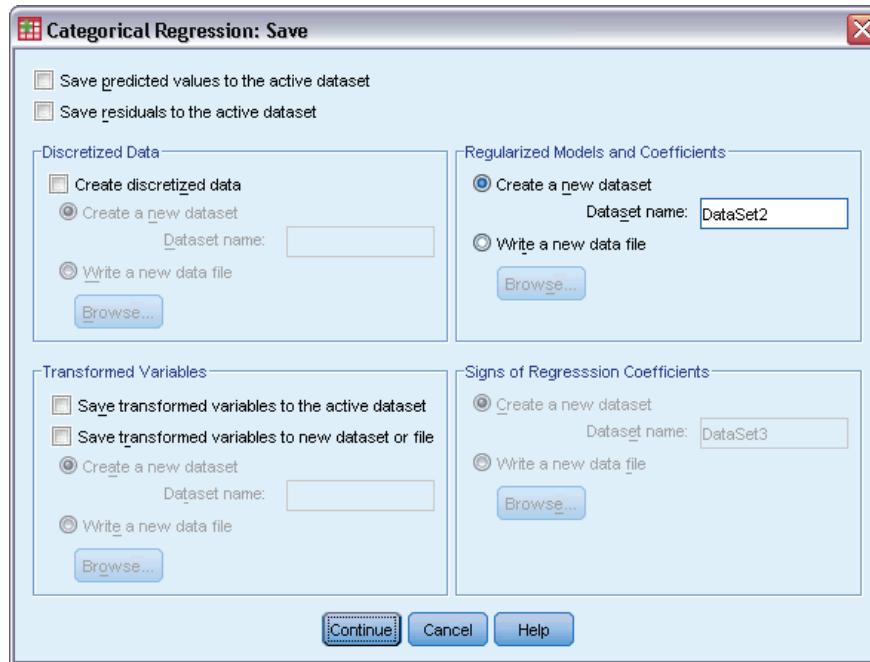 Categorical Regression: Save
Save predicted values to the active dataset
Save residuals to the active dataset
Discretized Data
Create discretized data
Create a new dataset
Dataset name:
Write a new data file
Browse...
Regularized Models and Coefficients
Create a new dataset
Dataset name: DataSet2
Write a new data file
Browse...
Transformed Variables
Save transformed variables to the active dataset
Save transformed variables to new dataset or file
Create a new dataset
Dataset name:
Write a new data file
Browse...
Signs of Regresssion Coefficients
Create a new dataset
Dataset name: DataSet3
Write a new data file
Browse...
Continue Cancel Help